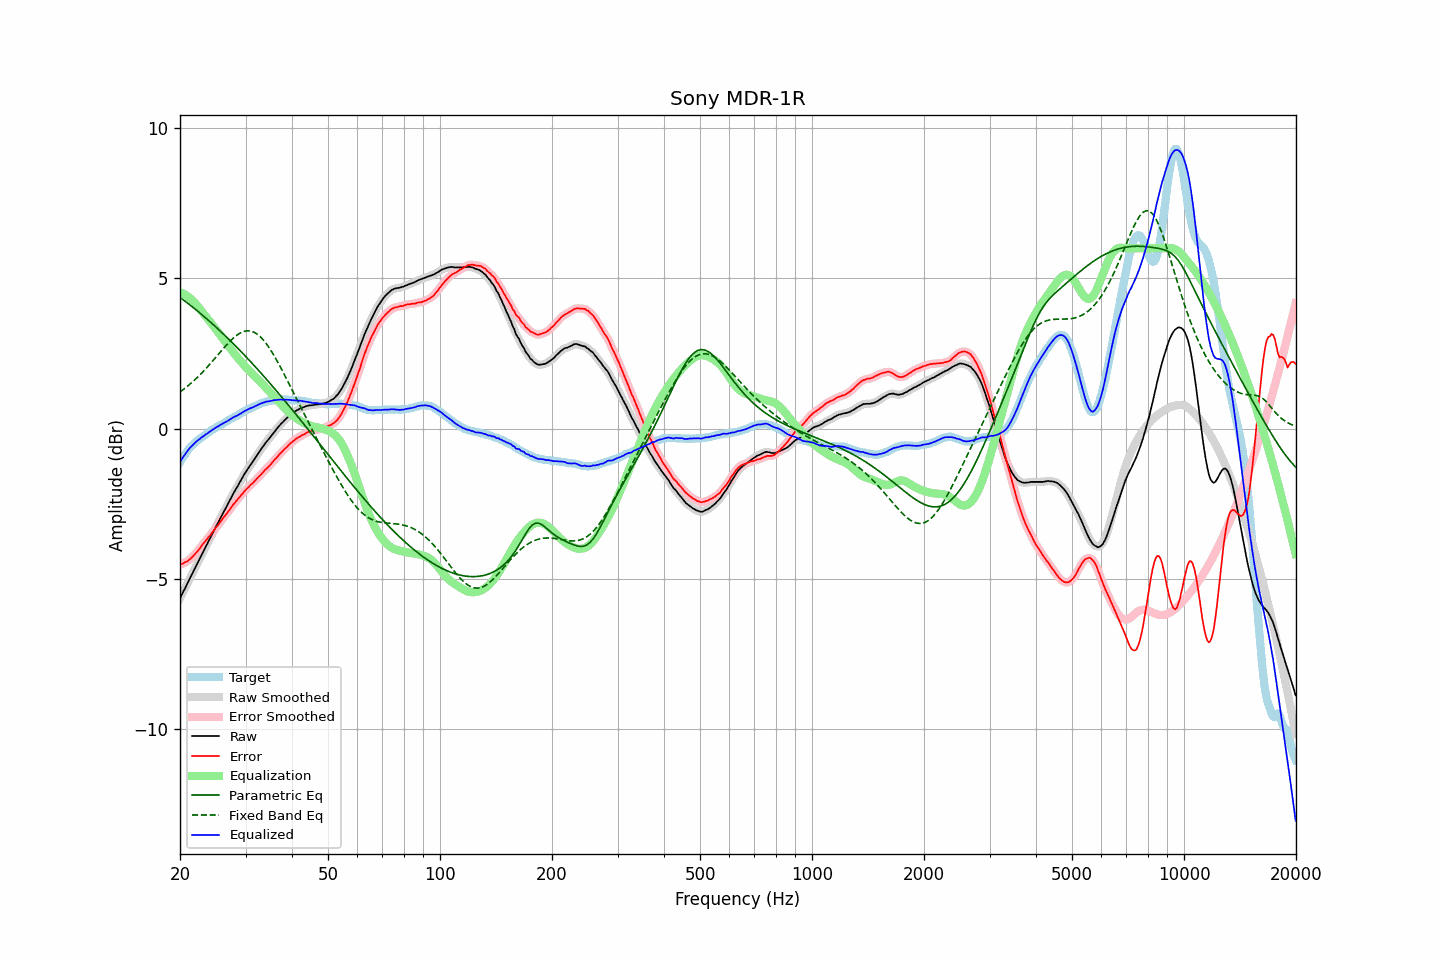 Sony MDR-1R
Amplitude (dBr)
10
5
0
−5
−10
Target
Raw Smoothed
Error Smoothed
Raw
Error
Equalization
Parametric Eq
Fixed Band Eq
Equalized
20 50 100 200 500 1000 2000 5000 10000 20000
Frequency (Hz)